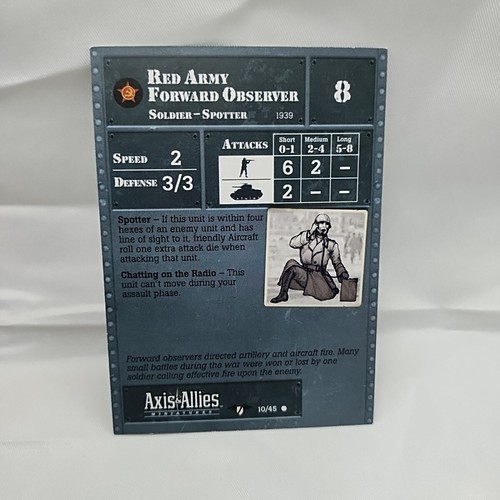 RED ARMY
FORWARD OBSERVER
SOLDIER–SPOTTER 1939
8
SPEED 2
DEFENSE 3/3
ATTACKS Short 0-1 Medium 2-4 Long 5-8
6 2 –
2 – –
Spotter – If this unit is within four
hexes of an enemy unit and has
line of sight to it, friendly Aircraft
roll one extra attack die when
attacking that unit.
Chatting on the Radio – This
unit can't move during your
assault phase.
Forward observers directed artillery and aircraft fire. Many
small battles during the war were won or lost by one
soldier calling effective fire upon the enemy.
Axis&Allies
MINIATURES
10/45